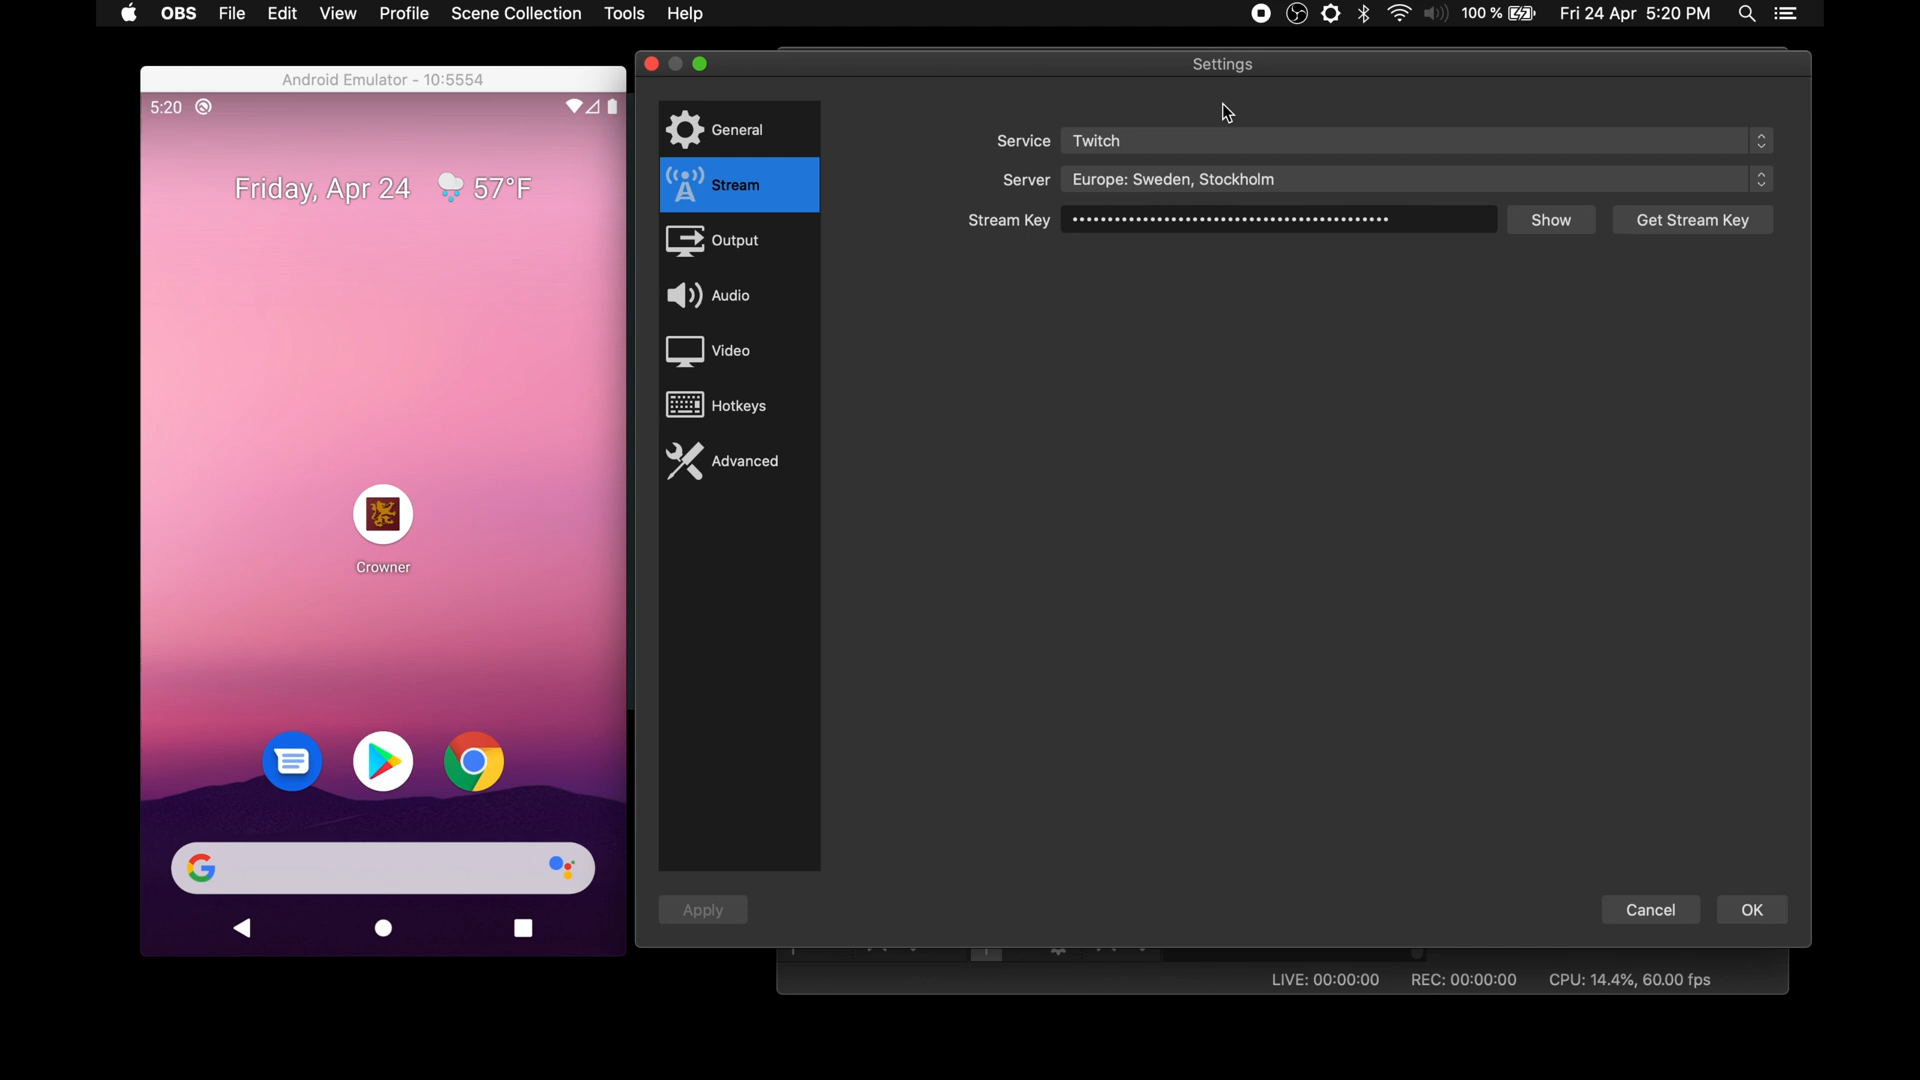 OBS File Edit View Profile Scene Collection Tools Help 100 % Fri 24 Apr 5:20 PM
Android Emulator - 10:5554
5:20
Friday, Apr 24 57°F
Crowner
Settings
General
Stream
Output
Audio
Video
Hotkeys
Advanced
Service Twitch
Server Europe: Sweden, Stockholm
Stream Key •••••••••••••••••••••••••••••••••••••••••••• Show Get Stream Key
Apply Cancel OK
LIVE: 00:00:00 REC: 00:00:00 CPU: 14.4%, 60.00 fps